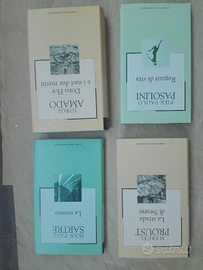 JORGE
AMADO
Dona Flor
e i suoi due mariti
PIER PAOLO
PASOLINI
Ragazzi di vita
JEAN-PAUL
SARTRE
La nausea
MARCEL
PROUST
La strada
di Swann
subito